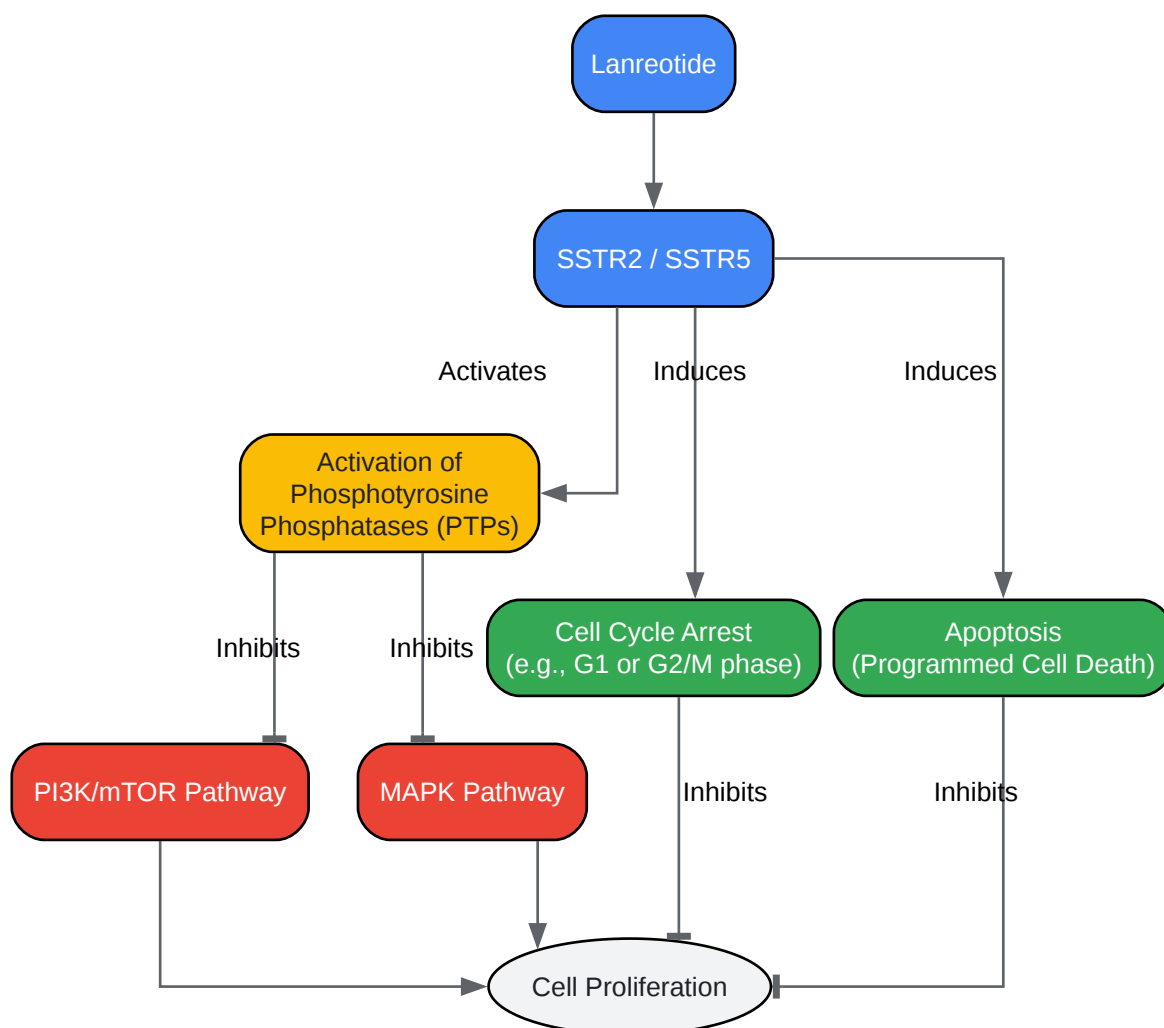 Lanreotide
SSTR2 / SSTR5
Activates
Induces
Induces
Activation of
Phosphotyrosine
Phosphatases (PTPs)
Inhibits
Inhibits
Cell Cycle Arrest
(e.g., G1 or G2/M phase)
Apoptosis
(Programmed Cell Death)
PI3K/mTOR Pathway
MAPK Pathway
Inhibits
Inhibits
Cell Proliferation